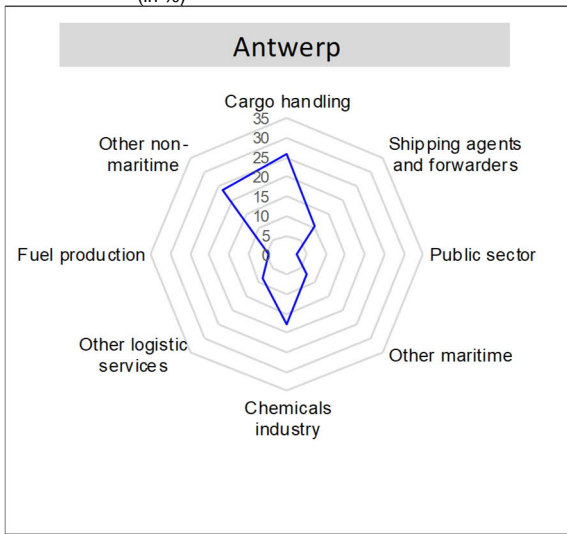 (in %)
Antwerp
Cargo handling
35
30
25
20
15
10
5
0
Other non-
maritime
Shipping agents
and forwarders
Fuel production
Public sector
Other logistic
services
Other maritime
Chemicals
industry